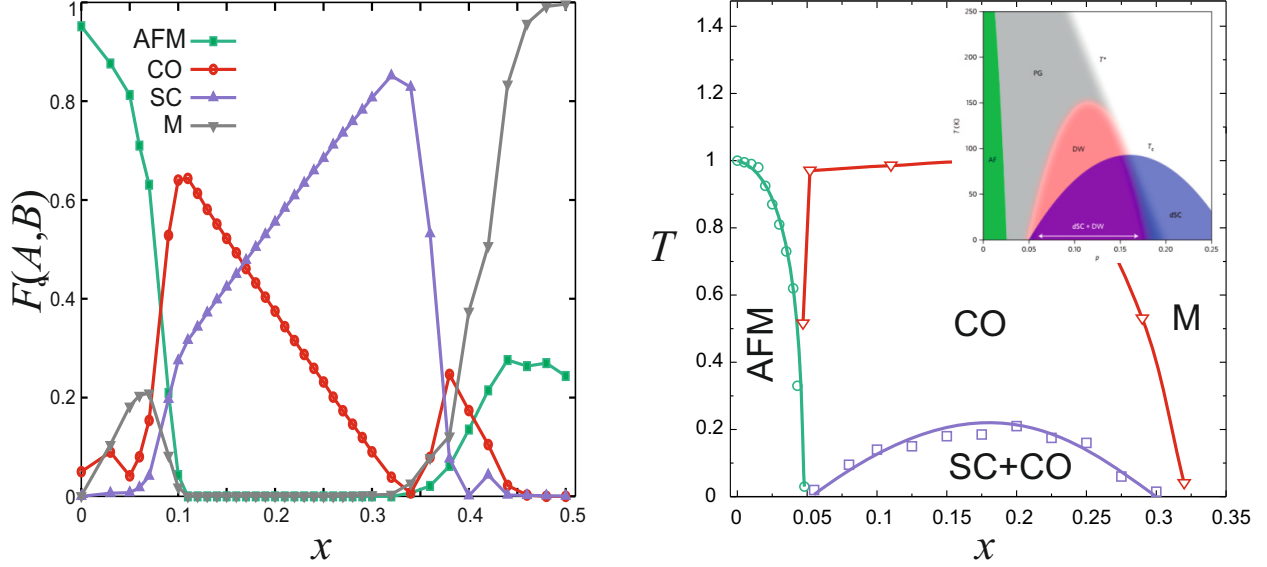 1
0.8
0.6
0.4
0.2
0
0
0.1
0.2
0.3
0.4
0.5
F(A,B)
x
AFM
CO
SC
M
1.4
1.2
1
0.8
0.6
0.4
0.2
0
0
0.05
0.1
0.15
0.2
0.25
0.3
0.35
T
x
AFM
CO
M
SC+CO
250
200
150
100
50
0
0
0.05
0.10
0.15
0.20
0.25
T (K)
p
AF
PG
T*
DW
Tc
dSC
dSC + DW